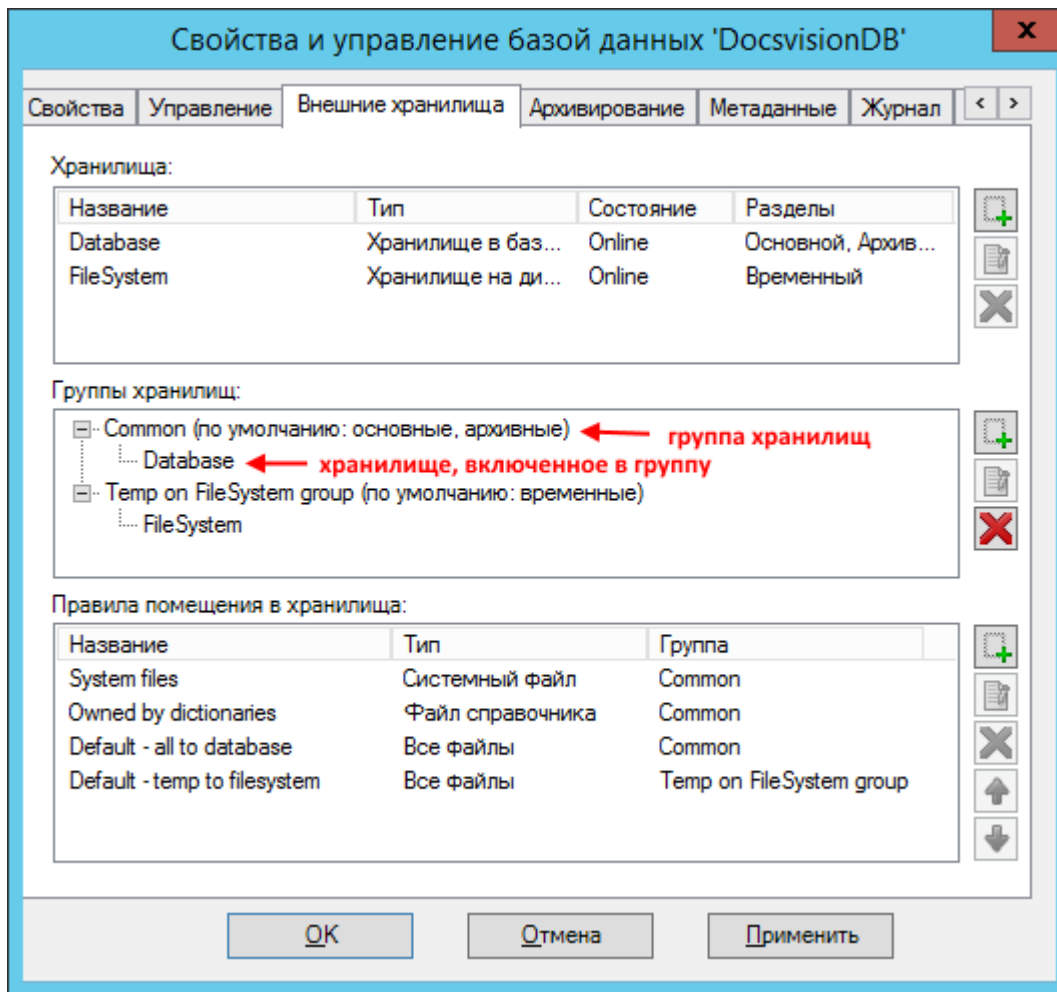 Свойства и управление базой данных 'DocsvisionDB' x
Свойства Управление Внешние хранилища Архивирование Метаданные Журнал < >
Хранилища:
Название Тип Состояние Разделы
Database Хранилище в баз... Online Основной, Архив...
FileSystem Хранилище на ди... Online Временный
Группы хранилищ:
Common (по умолчанию: основные, архивные) группа хранилищ
Database хранилище, включенное в группу
Temp on FileSystem group (по умолчанию: временные)
FileSystem
Правила помещения в хранилища:
Название Тип Группа
System files Системный файл Common
Owned by dictionaries Файл справочника Common
Default - all to database Все файлы Common
Default - temp to filesystem Все файлы Temp on FileSystem group
OK Отмена Применить